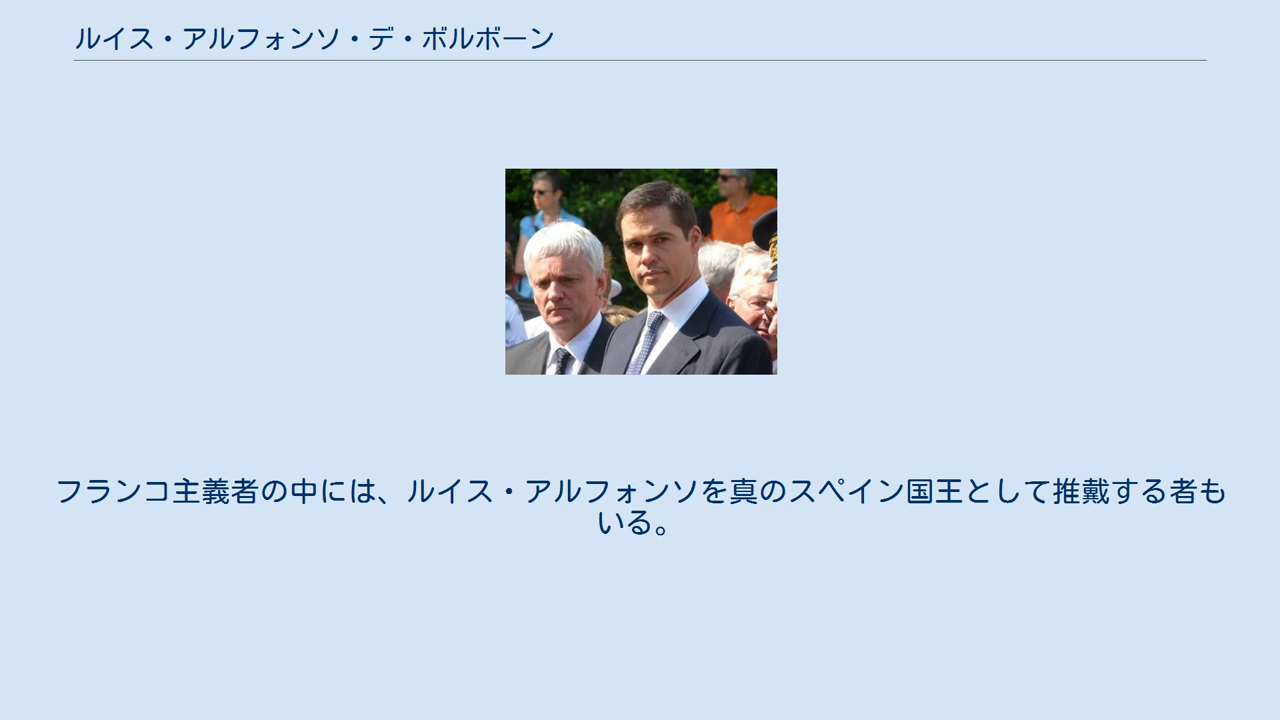 ルイス・アルフォンソ・デ・ボルボーン
フランコ主義者の中には、ルイス・アルフォンソを真のスペイン国王として推戴する者も
いる。